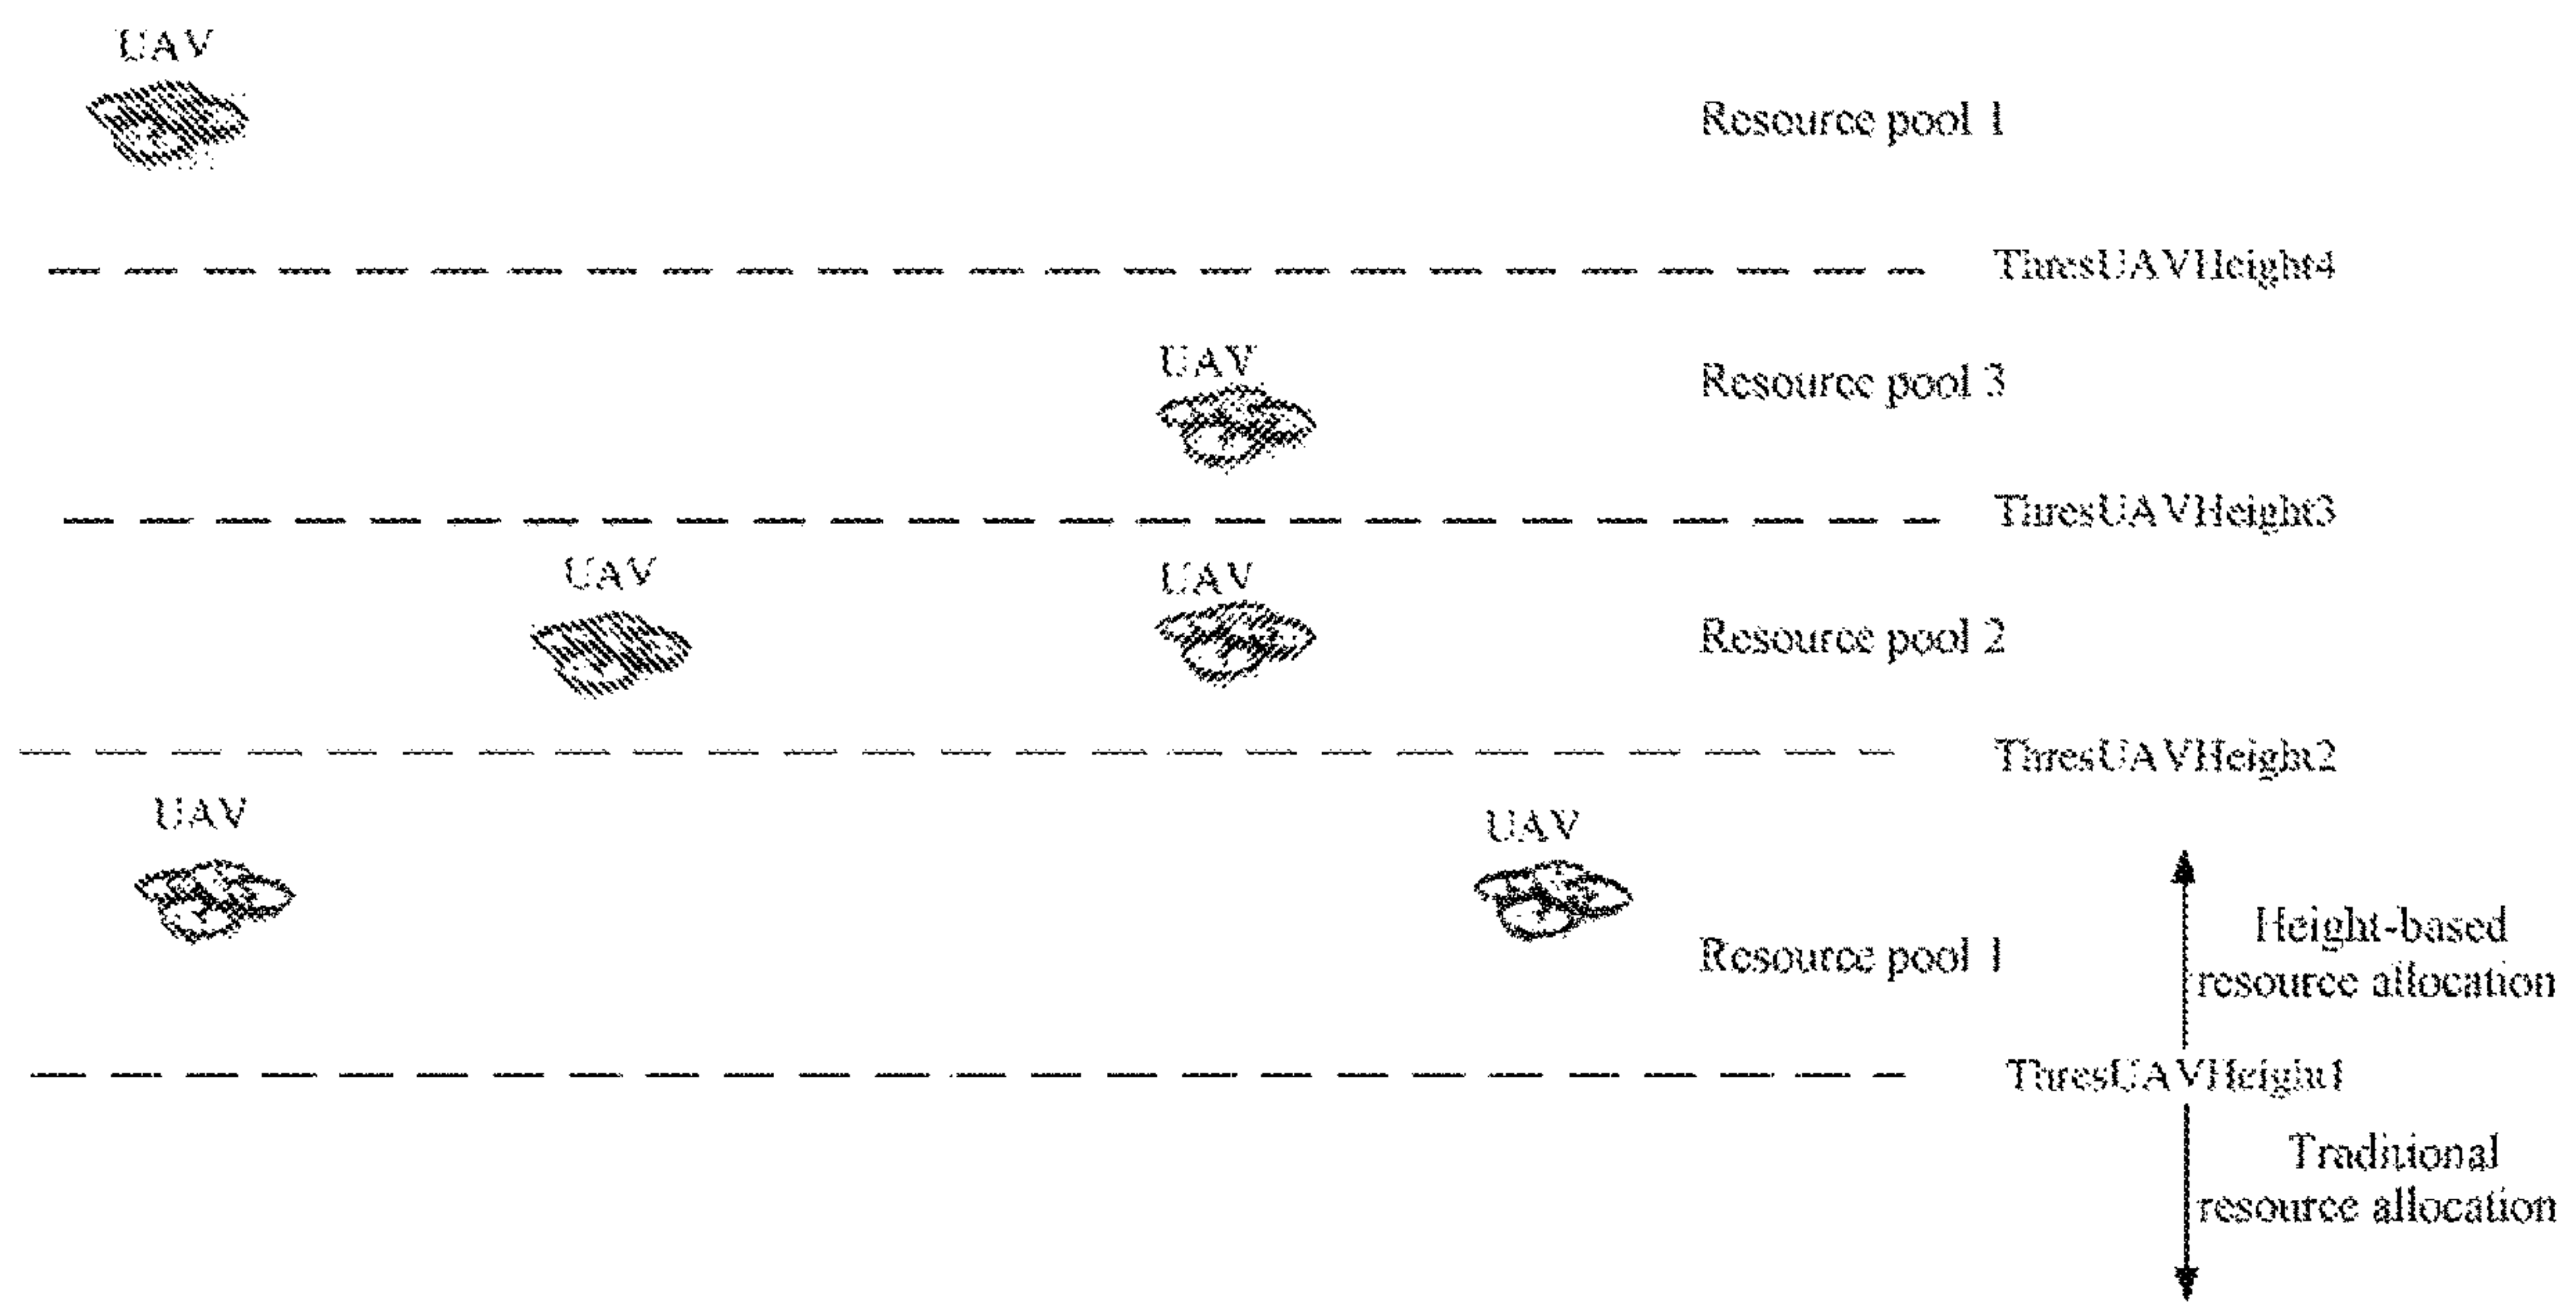 UAV
Resource pool 1
ThresUAVHeight4
UAV
Resource pool 3
ThresUAVHeight3
UAV
UAV
Resource pool 2
ThresUAVHeight2
UAV
UAV
Resource pool 1
Height-based
resource allocation
ThresUAVHeight1
Traditional
resource allocation